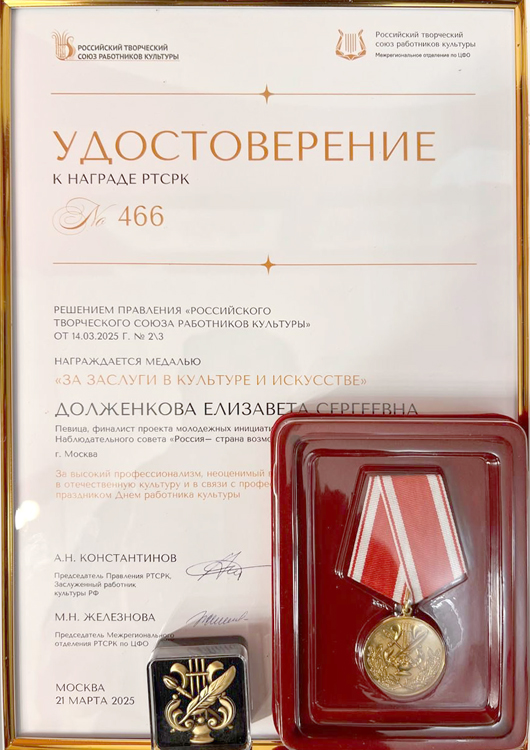 РОССИЙСКИЙ ТВОРЧЕСКИЙ
СОЮЗ РАБОТНИКОВ КУЛЬТУРЫ
Российский творческий
союз работников культуры
Межрегиональное отделение по ЦФО
УДОСТОВЕРЕНИЕ
К НАГРАДЕ РТСРК
№ 466
РЕШЕНИЕМ ПРАВЛЕНИЯ «РОССИЙСКОГО
ТВОРЧЕСКОГО СОЮЗА РАБОТНИКОВ КУЛЬТУРЫ»
ОТ 14.03.2025 Г. № 2\3
НАГРАЖДАЕТСЯ МЕДАЛЬЮ
«ЗА ЗАСЛУГИ В КУЛЬТУРЕ И ИСКУССТВЕ»
ДОЛЖЕНКОВА ЕЛИЗАВЕТА СЕРГЕЕВНА
Певица, финалист проекта молодежных
Наблюдательного совета «Россия— страна
г. Москва
За высокий профессионализм, неоценимый
в отечественную культуру и в связи с
праздником Днем работника культуры
А.Н. КОНСТАНТИНОВ
Председатель Правления РТСРК,
Заслуженный работник
культуры РФ
М.Н. ЖЕЛЕЗНОВА
Председатель Межрегионального
отделения РТСРК по ЦФО
МОСКВА
21 МАРТА 2025